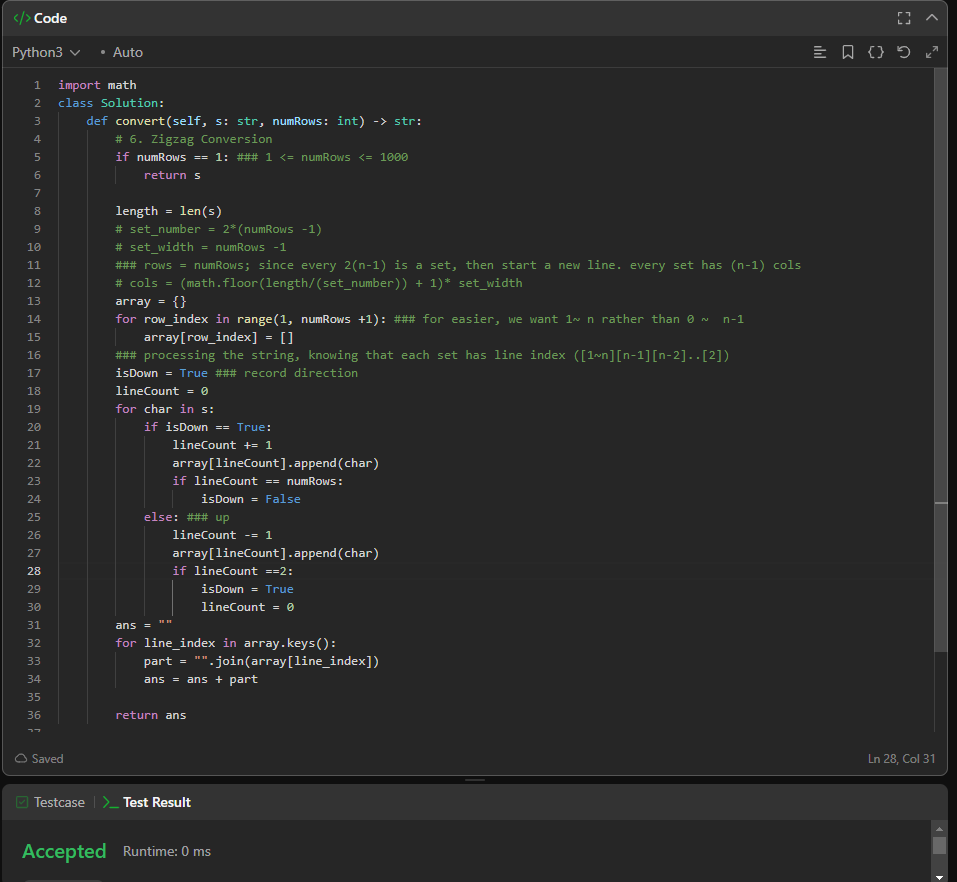 </> Code
Python3 • Auto
1 import math
2 class Solution:
3     def convert(self, s: str, numRows: int) -> str:
4         # 6. Zigzag Conversion
5         if numRows == 1: ### 1 <= numRows <= 1000
6             return s
7
8         length = len(s)
9         # set_number = 2*(numRows -1)
10         # set_width = numRows -1
11         ### rows = numRows; since every 2(n-1) is a set, then start a new line. every set has (n-1) cols
12         # cols = (math.floor(length/(set_number)) + 1)* set_width
13         array = {}
14         for row_index in range(1, numRows +1): ### for easier, we want 1~ n rather than 0 ~  n-1
15             array[row_index] = []
16         ### processing the string, knowing that each set has line index ([1~n][n-1][n-2]..[2])
17         isDown = True ### record direction
18         lineCount = 0
19         for char in s:
20             if isDown == True:
21                 lineCount += 1
22                 array[lineCount].append(char)
23                 if lineCount == numRows:
24                     isDown = False
25             else: ### up
26                 lineCount -= 1
27                 array[lineCount].append(char)
28                 if lineCount ==2:
29                     isDown = True
30                     lineCount = 0
31         ans = ""
32         for line_index in array.keys():
33             part = "".join(array[line_index])
34             ans = ans + part
35
36         return ans
37
Saved Ln 28, Col 31
Testcase | >_ Test Result
Accepted Runtime: 0 ms